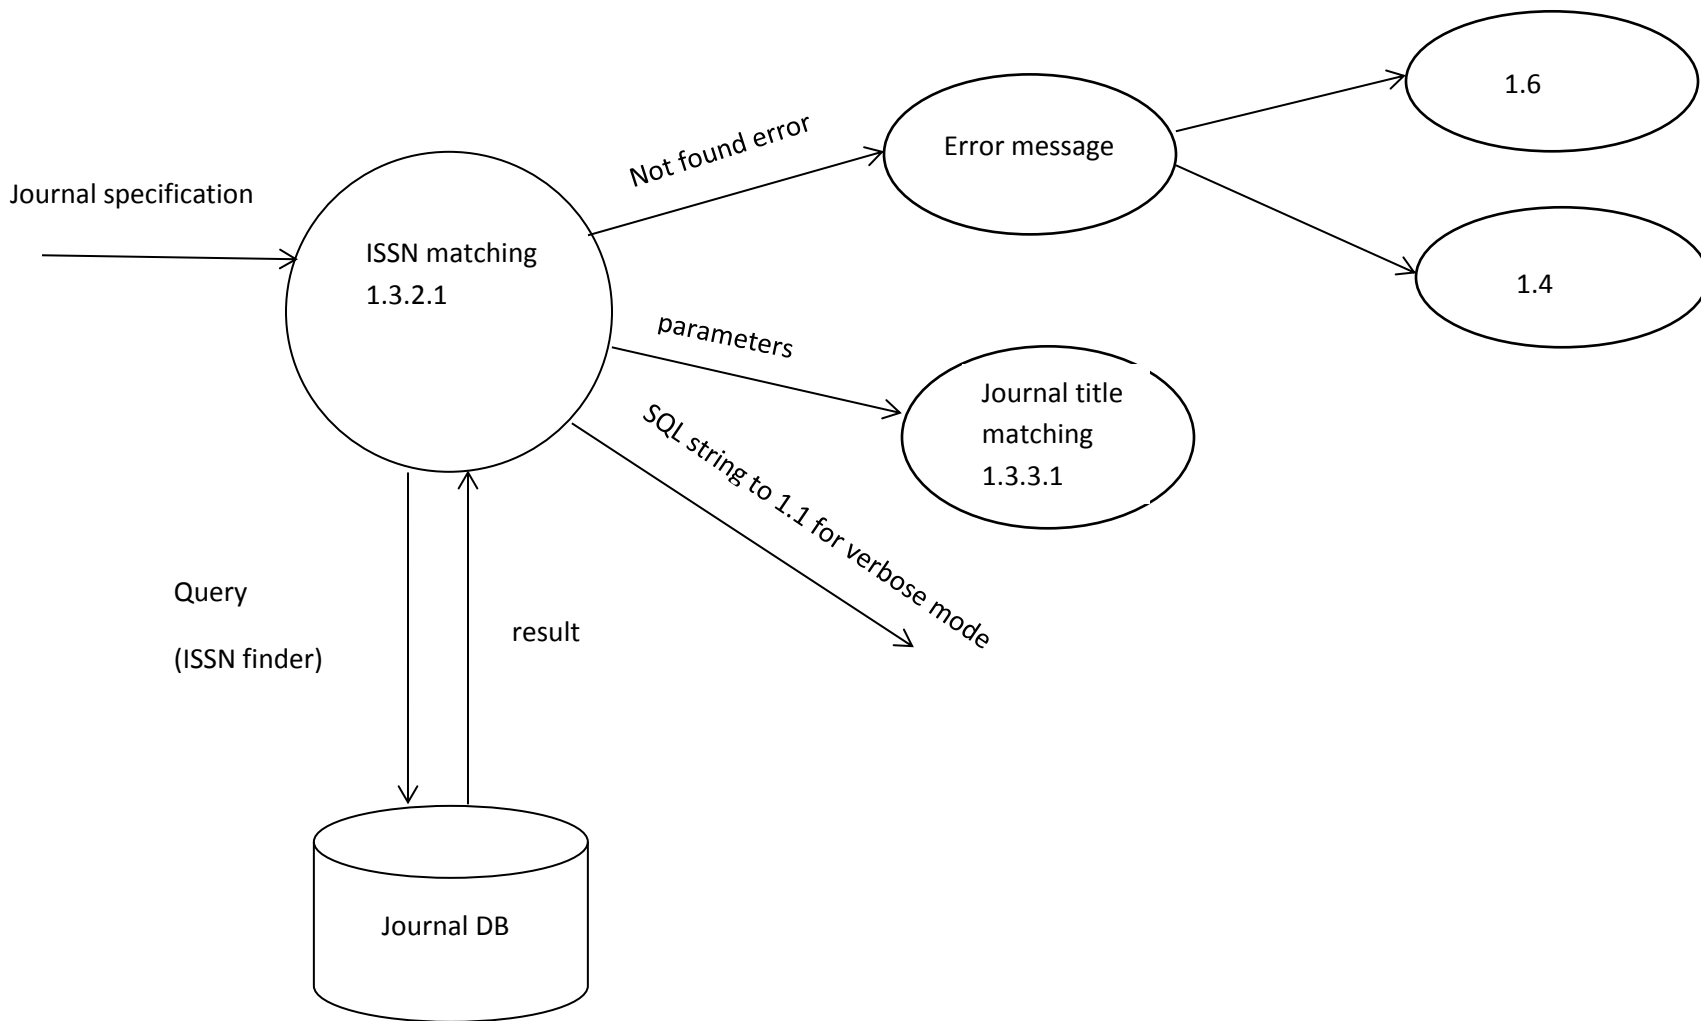 Journal specification
ISSN matching
1.3.2.1
Not found error
Error message
1.6
1.4
parameters
Journal title
matching
1.3.3.1
SQL string to 1.1 for verbose mode
Query
(ISSN finder)
result
Journal DB